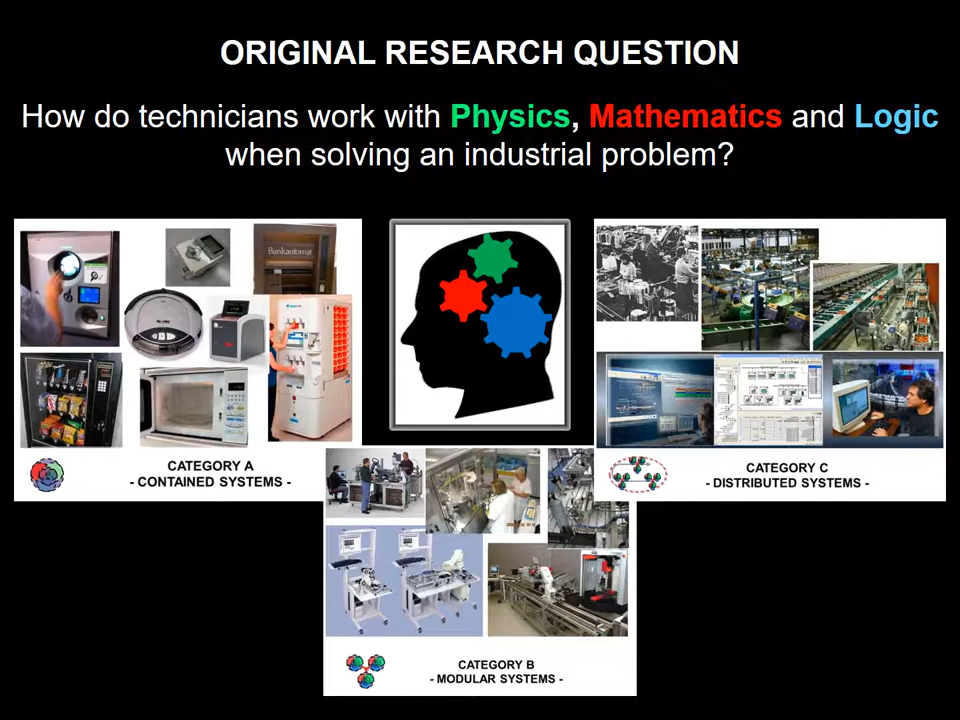 ORIGINAL RESEARCH QUESTION
How do technicians work with Physics, Mathematics and Logic
when solving an industrial problem?
Bankautomat
CATEGORY A
- CONTAINED SYSTEMS -
CATEGORY C
- DISTRIBUTED SYSTEMS -
CATEGORY B
- MODULAR SYSTEMS -